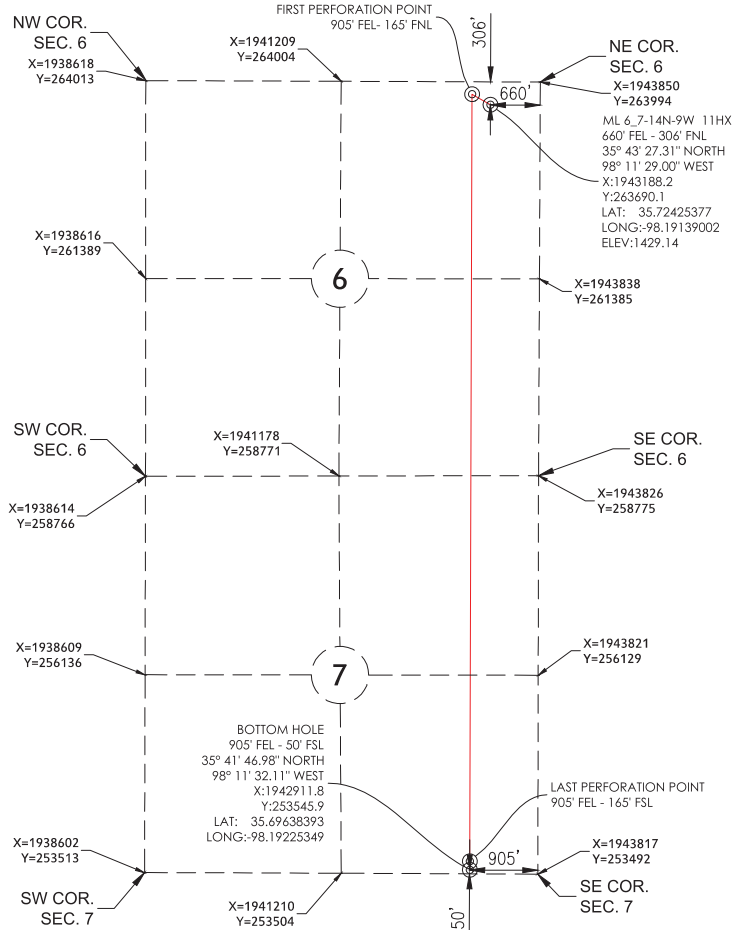 FIRST PERFORATION POINT
905' FEL- 165' FNL
NW COR.
SEC. 6
X=1938618
Y=264013
X=1941209
Y=264004
306'
NE COR.
SEC. 6
X=1943850
Y=263994
660'
ML 6_7-14N-9W 11HX
660' FEL - 306' FNL
35° 43' 27.31" NORTH
98° 11' 29.00" WEST
X:1943188.2
Y:263690.1
LAT: 35.72425377
LONG:-98.19139002
ELEV:1429.14
X=1938616
Y=261389
6
X=1943838
Y=261385
SW COR.
SEC. 6
X=1941178
Y=258771
SE COR.
SEC. 6
X=1938614
Y=258766
X=1943826
Y=258775
X=1938609
Y=256136
7
X=1943821
Y=256129
BOTTOM HOLE
905' FEL - 50' FSL
35° 41' 46.98" NORTH
98° 11' 32.11" WEST
X:1942911.8
Y:253545.9
LAT: 35.69638393
LONG:-98.19225349
LAST PERFORATION POINT
905' FEL - 165' FSL
X=1938602
Y=253513
905'
X=1943817
Y=253492
SW COR.
SEC. 7
X=1941210
Y=253504
50'
SE COR.
SEC. 7